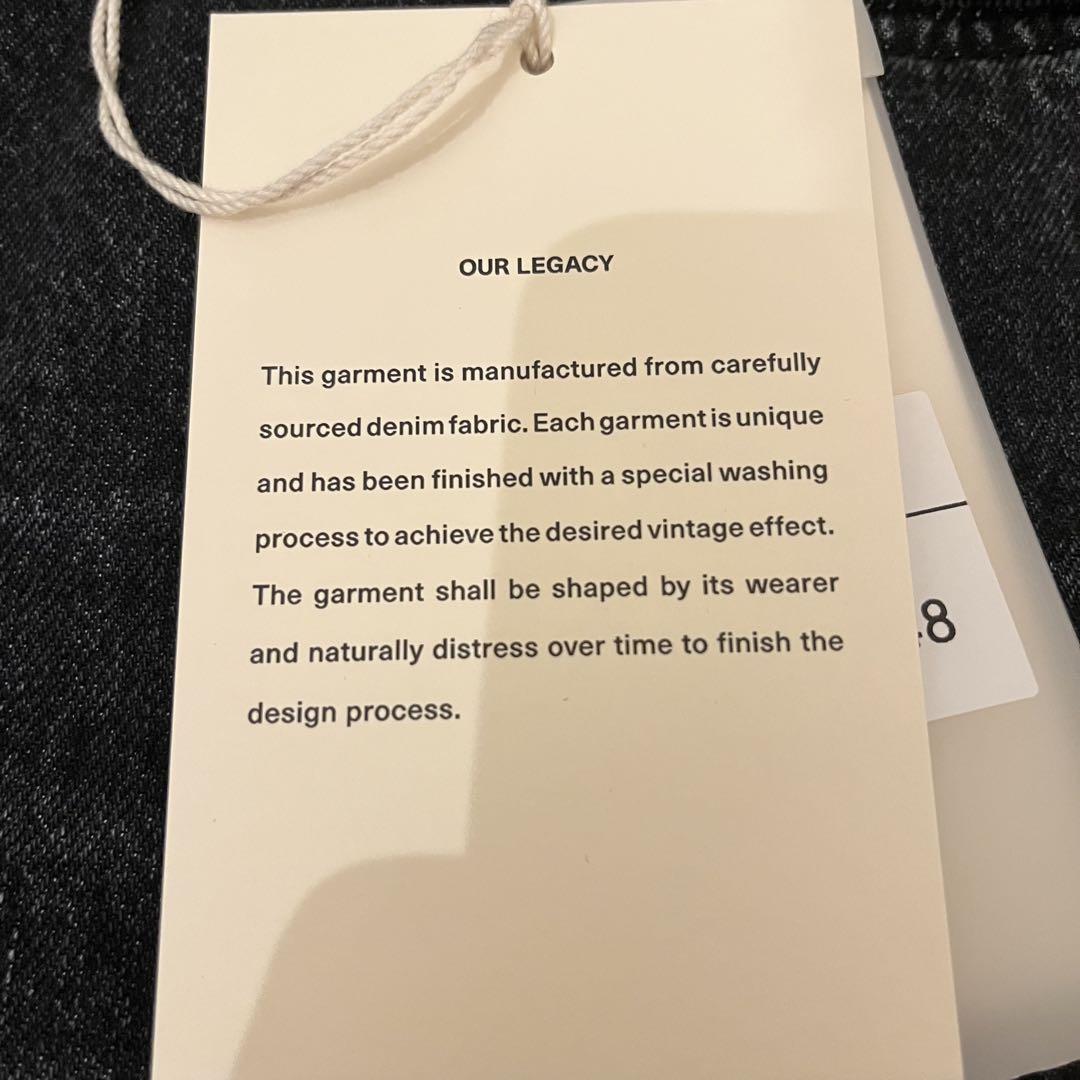 OUR LEGACY
This garment is manufactured from carefully
sourced denim fabric. Each garment is unique
and has been finished with a special washing
process to achieve the desired vintage effect.
The garment shall be shaped by its wearer
and naturally distress over time to finish the
design process.
8